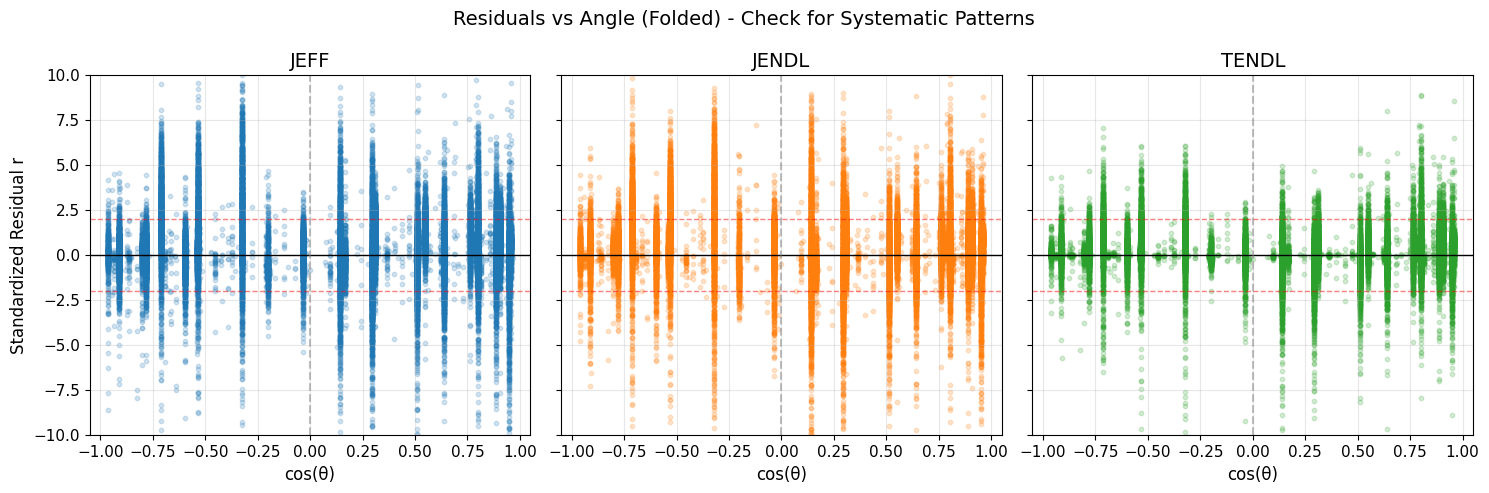 Residuals vs Angle (Folded) - Check for Systematic Patterns
JEFF
JENDL
TENDL
Standardized Residual r
10.0
7.5
5.0
2.5
0.0
−2.5
−5.0
−7.5
−10.0
−1.00 −0.75 −0.50 −0.25 0.00 0.25 0.50 0.75 1.00
−1.00 −0.75 −0.50 −0.25 0.00 0.25 0.50 0.75 1.00
−1.00 −0.75 −0.50 −0.25 0.00 0.25 0.50 0.75 1.00
cos(θ)
cos(θ)
cos(θ)